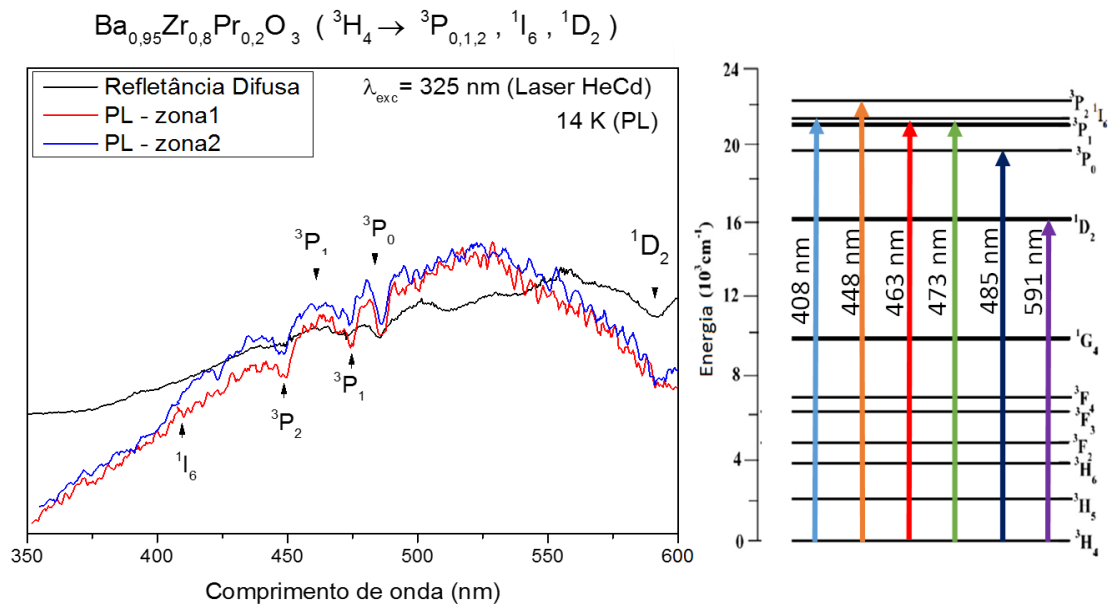 Ba0,95Zr0,8Pr0,2O3 ( ³H₄ → ³P₀,₁,₂ , ¹I₆ , ¹D₂ )
Refletância Difusa
PL - zona1
PL - zona2
λexc = 325 nm (Laser HeCd)
14 K (PL)
³P₁
³P₀
¹D₂
³P₁
³P₂
¹I₆
350
400
450
500
550
600
Comprimento de onda (nm)
Energia (10³cm⁻¹)
24
20
16
12
8
4
0
408 nm
448 nm
463 nm
473 nm
485 nm
591 nm
³P₂ ¹I₆
³P₁
³P₀
¹D₂
¹G₄
³F₄
³F₃
³F₂
³H₆
³H₅
³H₄